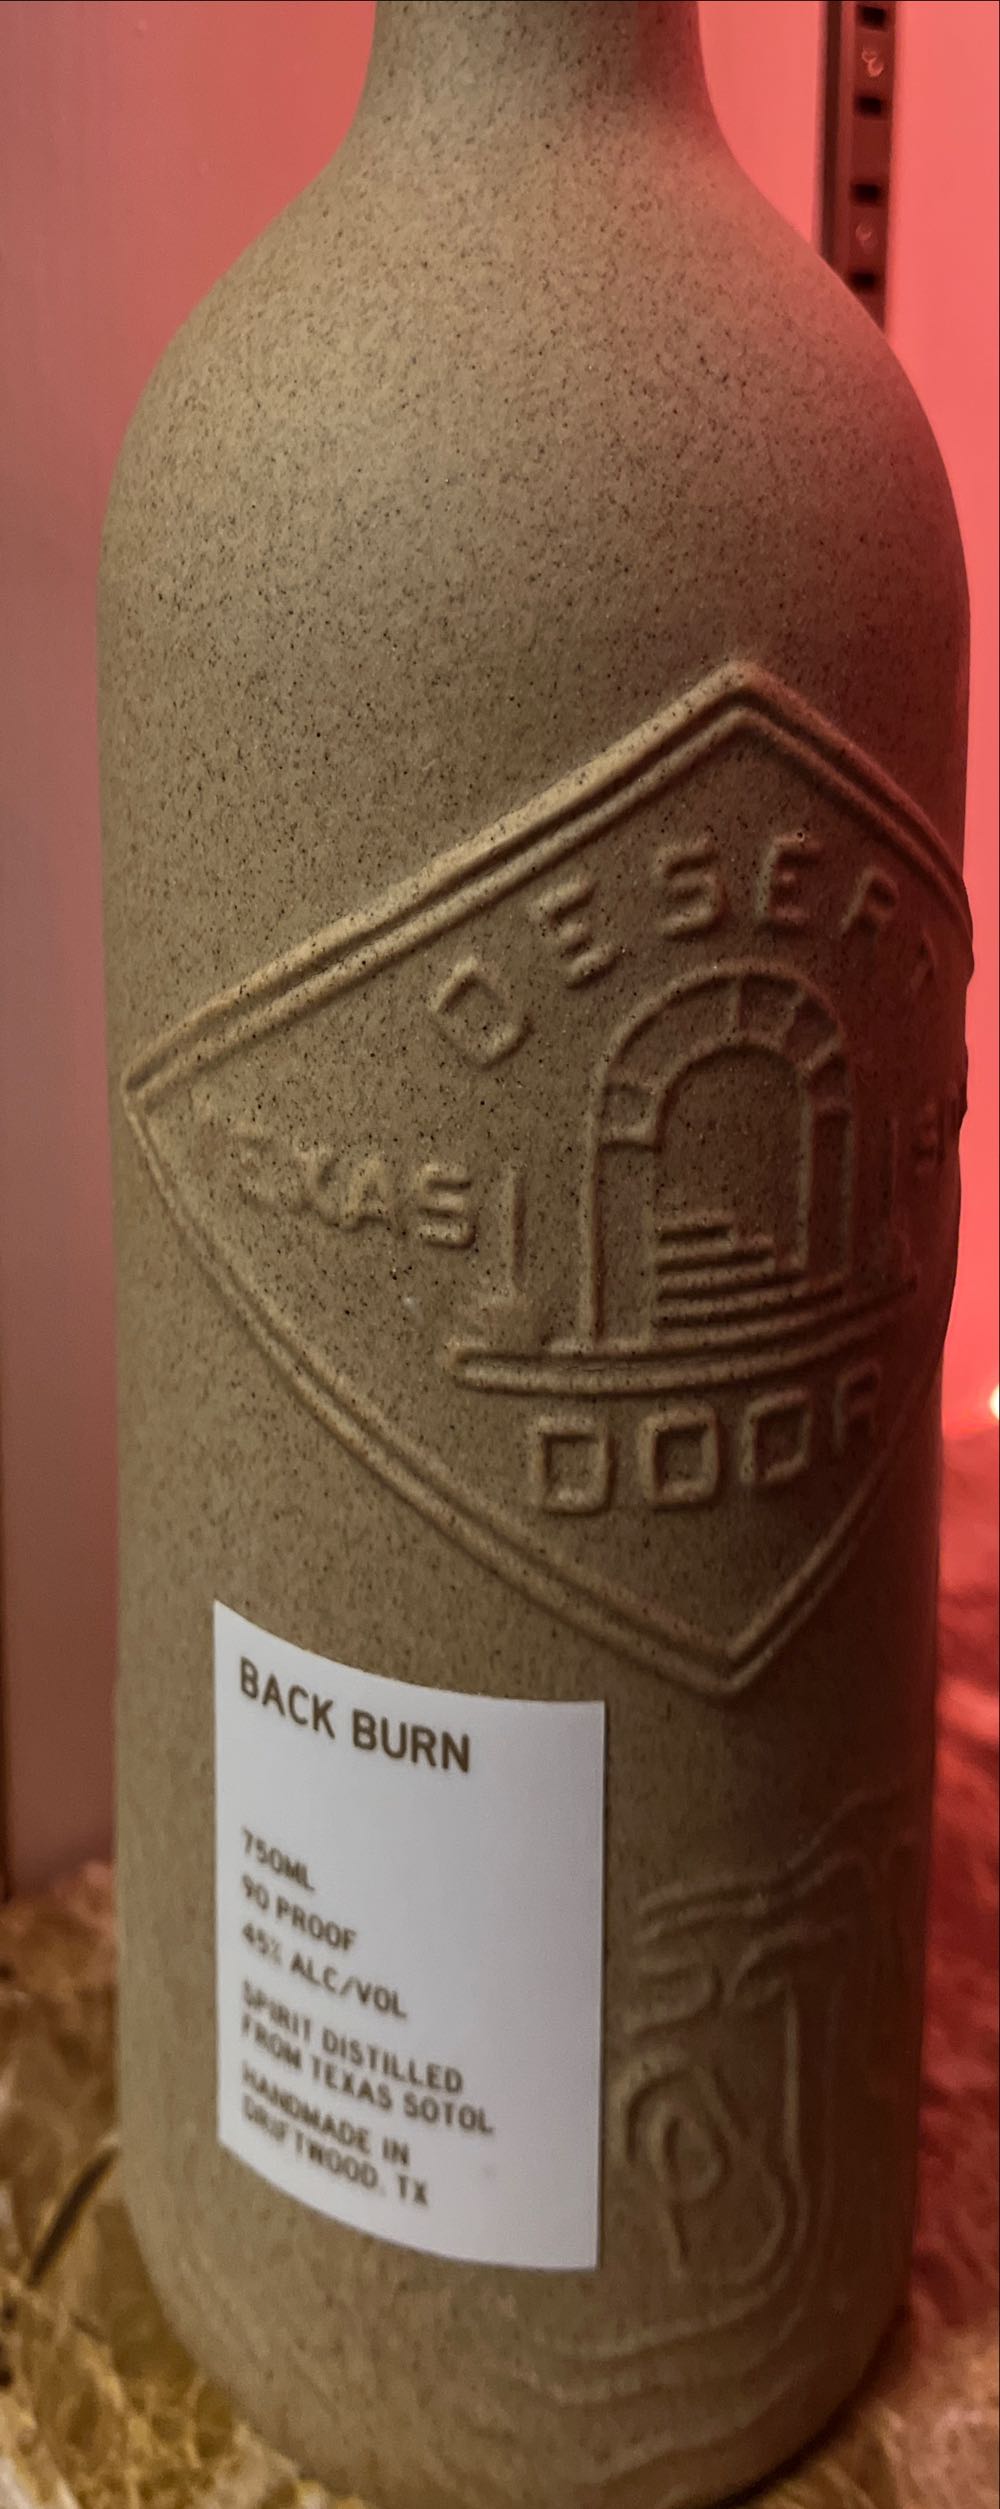 DESERT
TEXAS
DOOR
BACK BURN
750ML
90 PROOF
45% ALC/VOL
SPIRIT DISTILLED
FROM TEXAS SOTOL
HANDMADE IN
DRIFTWOOD, TX